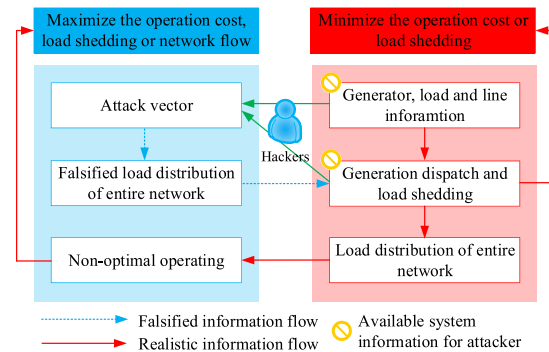 Maximize the operation cost,
load shedding or network flow
Minimize the operation cost or
load shedding
Attack vector
Generator, load and line
inforamtion
Hackers
Falsified load distribution
of entire network
Generation dispatch and
load shedding
Non-optimal operating
Load distribution of entire
network
Falsified information flow
Realistic information flow
Available system
information for attacker